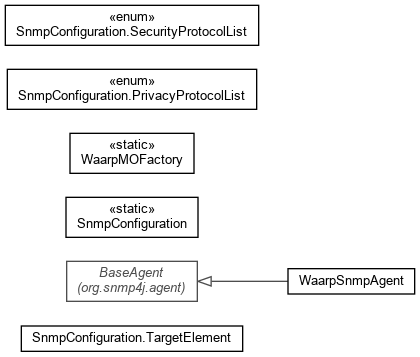 «enum»
SnmpConfiguration.SecurityProtocolList
«enum»
SnmpConfiguration.PrivacyProtocolList
«static»
WaarpMOFactory
«static»
SnmpConfiguration
BaseAgent
(org.snmp4j.agent)
WaarpSnmpAgent
SnmpConfiguration.TargetElement